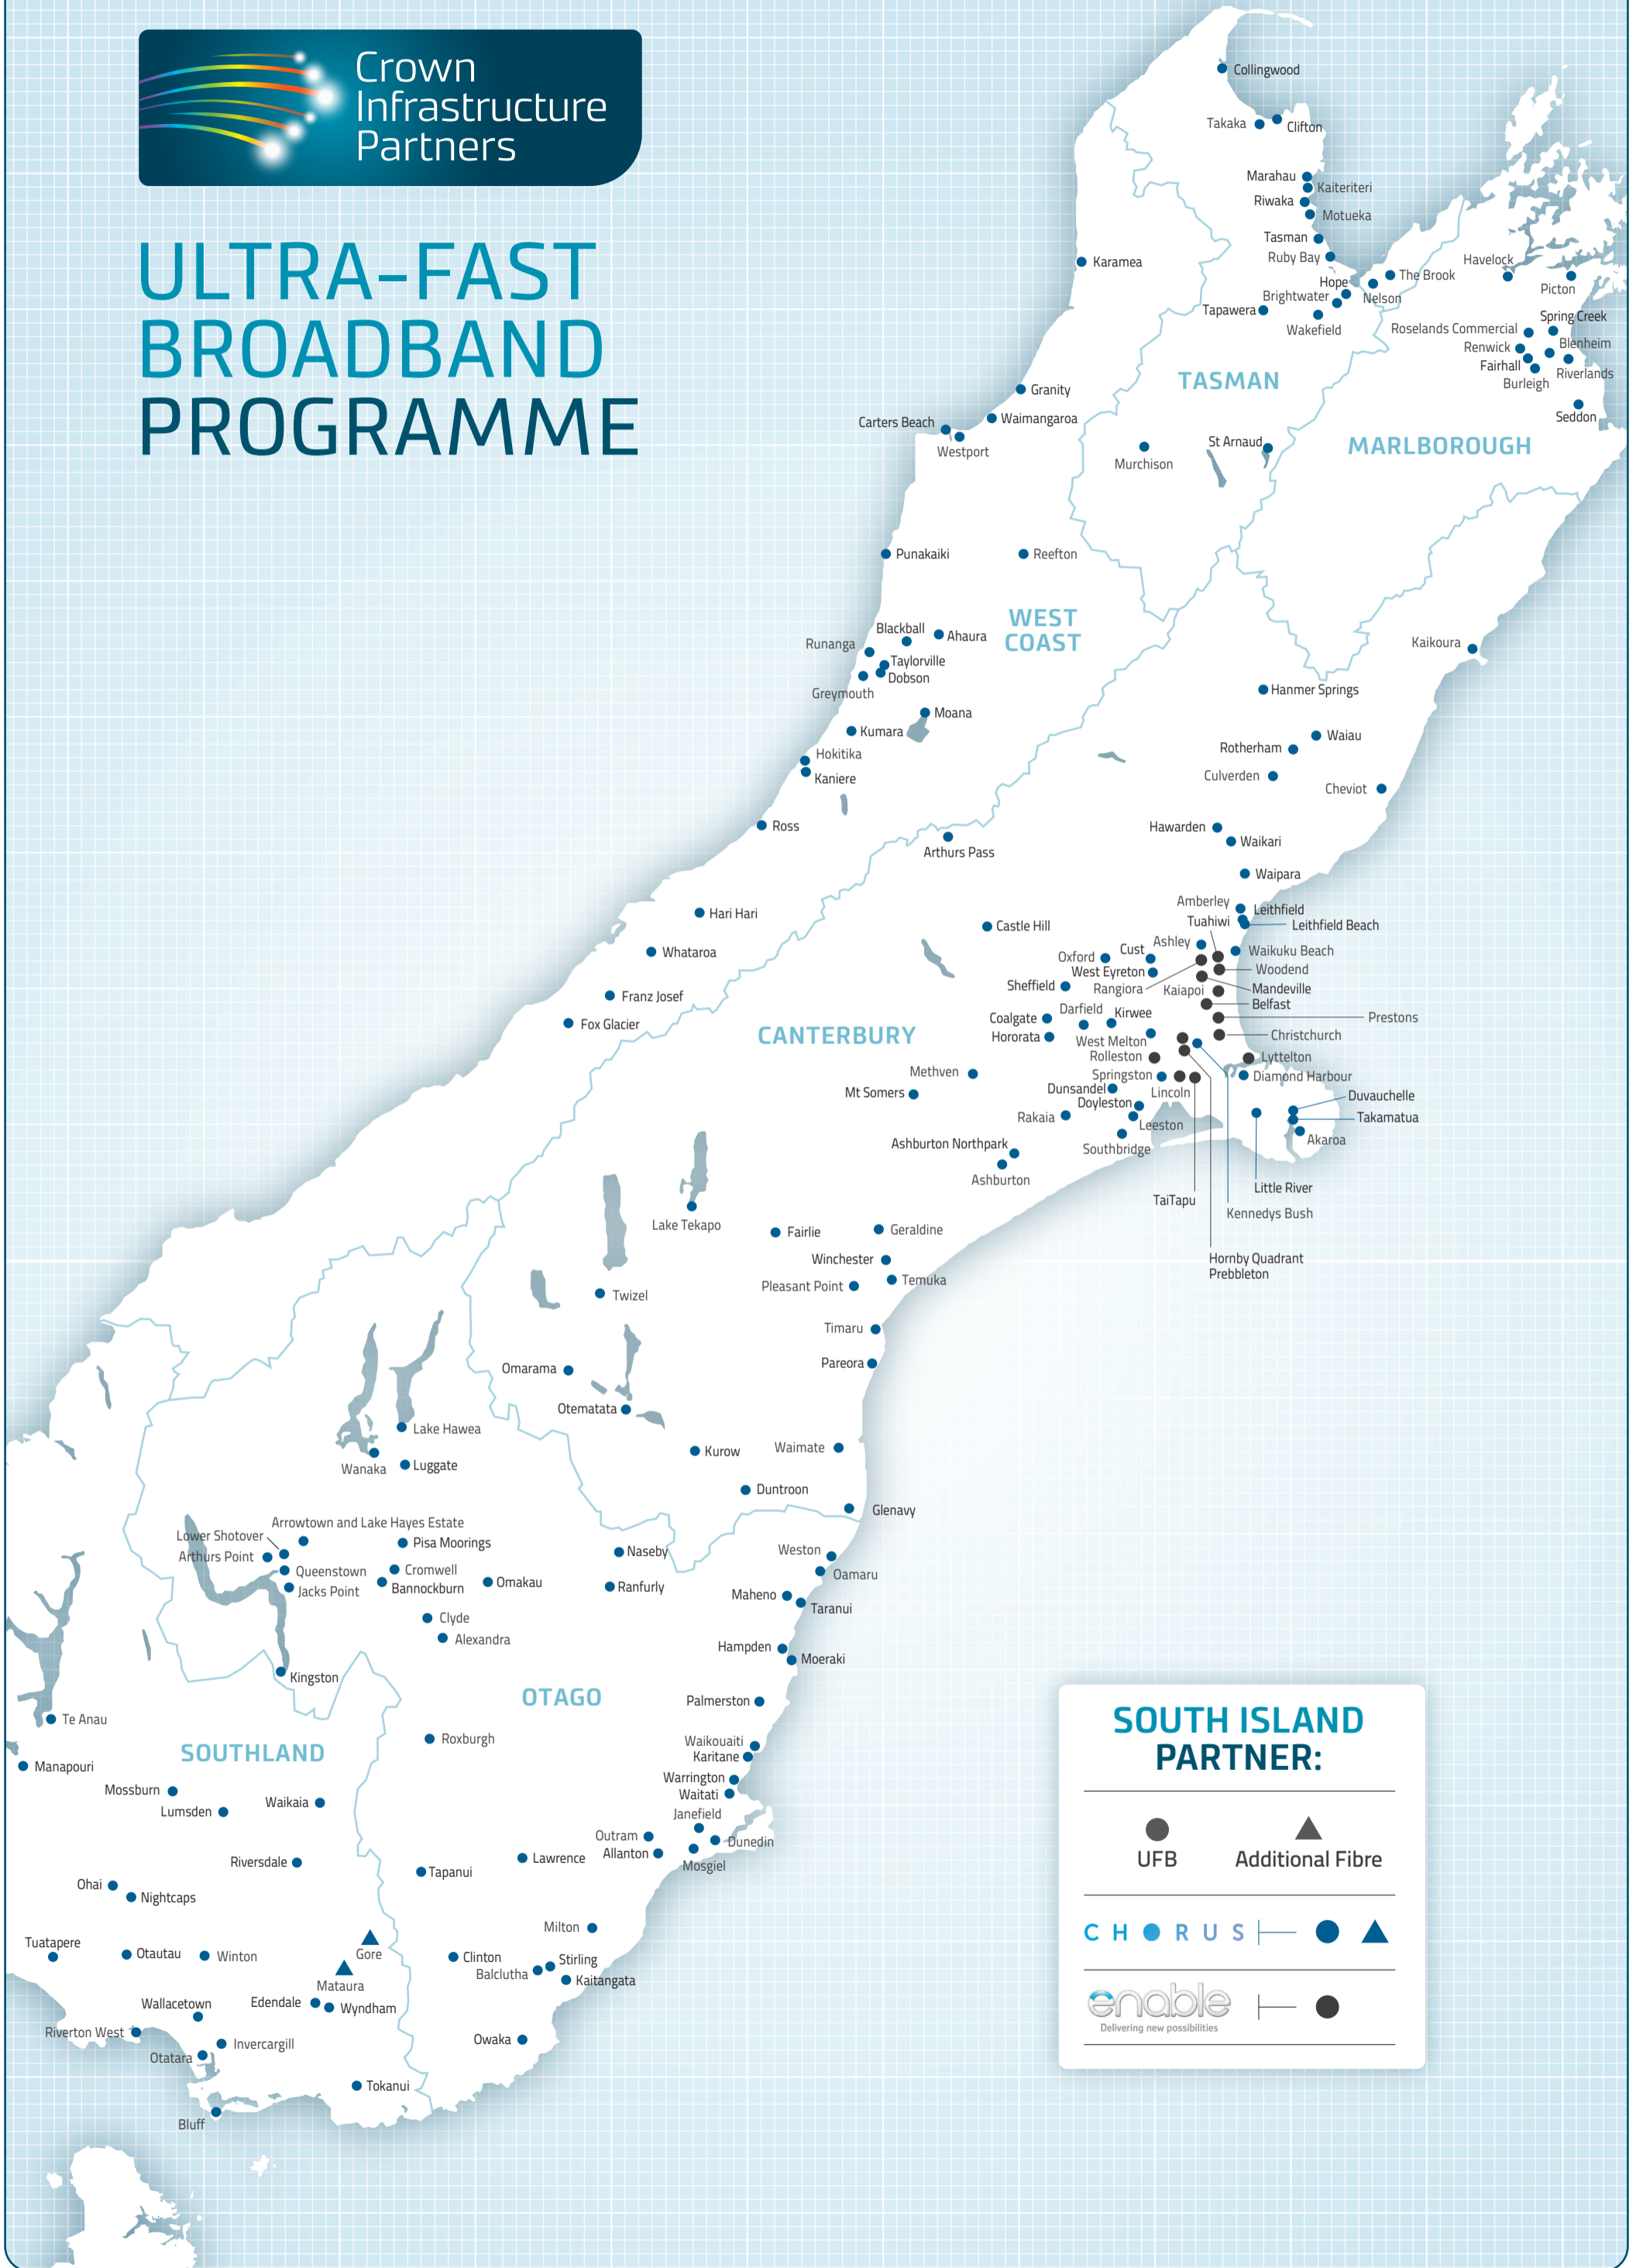 Crown
Infrastructure
Partners
ULTRA-FAST
BROADBAND
PROGRAMME
Collingwood
Takaka
Clifton
Marahau
Kaiteriteri
Riwaka
Motueka
Tasman
Ruby Bay
Karamea
Havelock
The Brook
Hope
Picton
Brightwater
Nelson
Tapawera
Wakefield
Spring Creek
Roselands Commercial
Blenheim
Renwick
Fairhall
Riverlands
Burleigh
TASMAN
Granity
Seddon
Waimangaroa
Carters Beach
Westport
St Arnaud
MARLBOROUGH
Murchison
Punakaiki
Reefton
WEST
COAST
Blackball
Ahaura
Runanga
Taylorville
Dobson
Greymouth
Kaikoura
Hanmer Springs
Moana
Kumara
Waiau
Rotherham
Hokitika
Kaniere
Culverden
Cheviot
Ross
Hawarden
Waikari
Arthurs Pass
Waipara
Amberley
Leithfield
Hari Hari
Tuahiwi
Leithfield Beach
Castle Hill
Ashley
Cust
Waikuku Beach
Whataroa
Oxford
West Eyreton
Woodend
Sheffield
Rangiora
Kaiapoi
Mandeville
Franz Josef
Belfast
Darfield
Kirwee
Coalgate
Prestons
Fox Glacier
CANTERBURY
Hororata
West Melton
Christchurch
Rolleston
Lyttelton
Methven
Springston
Diamond Harbour
Mt Somers
Dunsandel
Lincoln
Duvauchelle
Doyleston
Rakaia
Takamatua
Leeston
Akaroa
Ashburton Northpark
Southbridge
Ashburton
Little River
TaiTapu
Kennedys Bush
Lake Tekapo
Fairlie
Geraldine
Winchester
Hornby Quadrant
Prebbleton
Temuka
Pleasant Point
Twizel
Timaru
Pareora
Omarama
Otematata
Lake Hawea
Kurow
Waimate
Wanaka
Luggate
Duntroon
Glenavy
Arrowtown and Lake Hayes Estate
Lower Shotover
Pisa Moorings
Arthurs Point
Naseby
Weston
Queenstown
Cromwell
Oamaru
Jacks Point
Bannockburn
Omakau
Ranfurly
Maheno
Taranui
Clyde
Alexandra
Hampden
Moeraki
Kingston
OTAGO
Palmerston
Te Anau
Roxburgh
Waikouaiti
SOUTHLAND
Karitane
Manapouri
Warrington
Mossburn
Waitati
Waikaia
Lumsden
Janefield
Outram
Dunedin
Allanton
Mosgiel
Riversdale
Lawrence
Tapanui
Ohai
Nightcaps
Milton
Tuatapere
Otautau
Winton
Gore
Clinton
Stirling
Balclutha
Kaitangata
Mataura
Wallacetown
Edendale
Wyndham
Riverton West
Invercargill
Owaka
Otatara
Tokanui
Bluff
SOUTH ISLAND
PARTNER:
UFB
Additional Fibre
CHORUS
enable
Delivering new possibilities